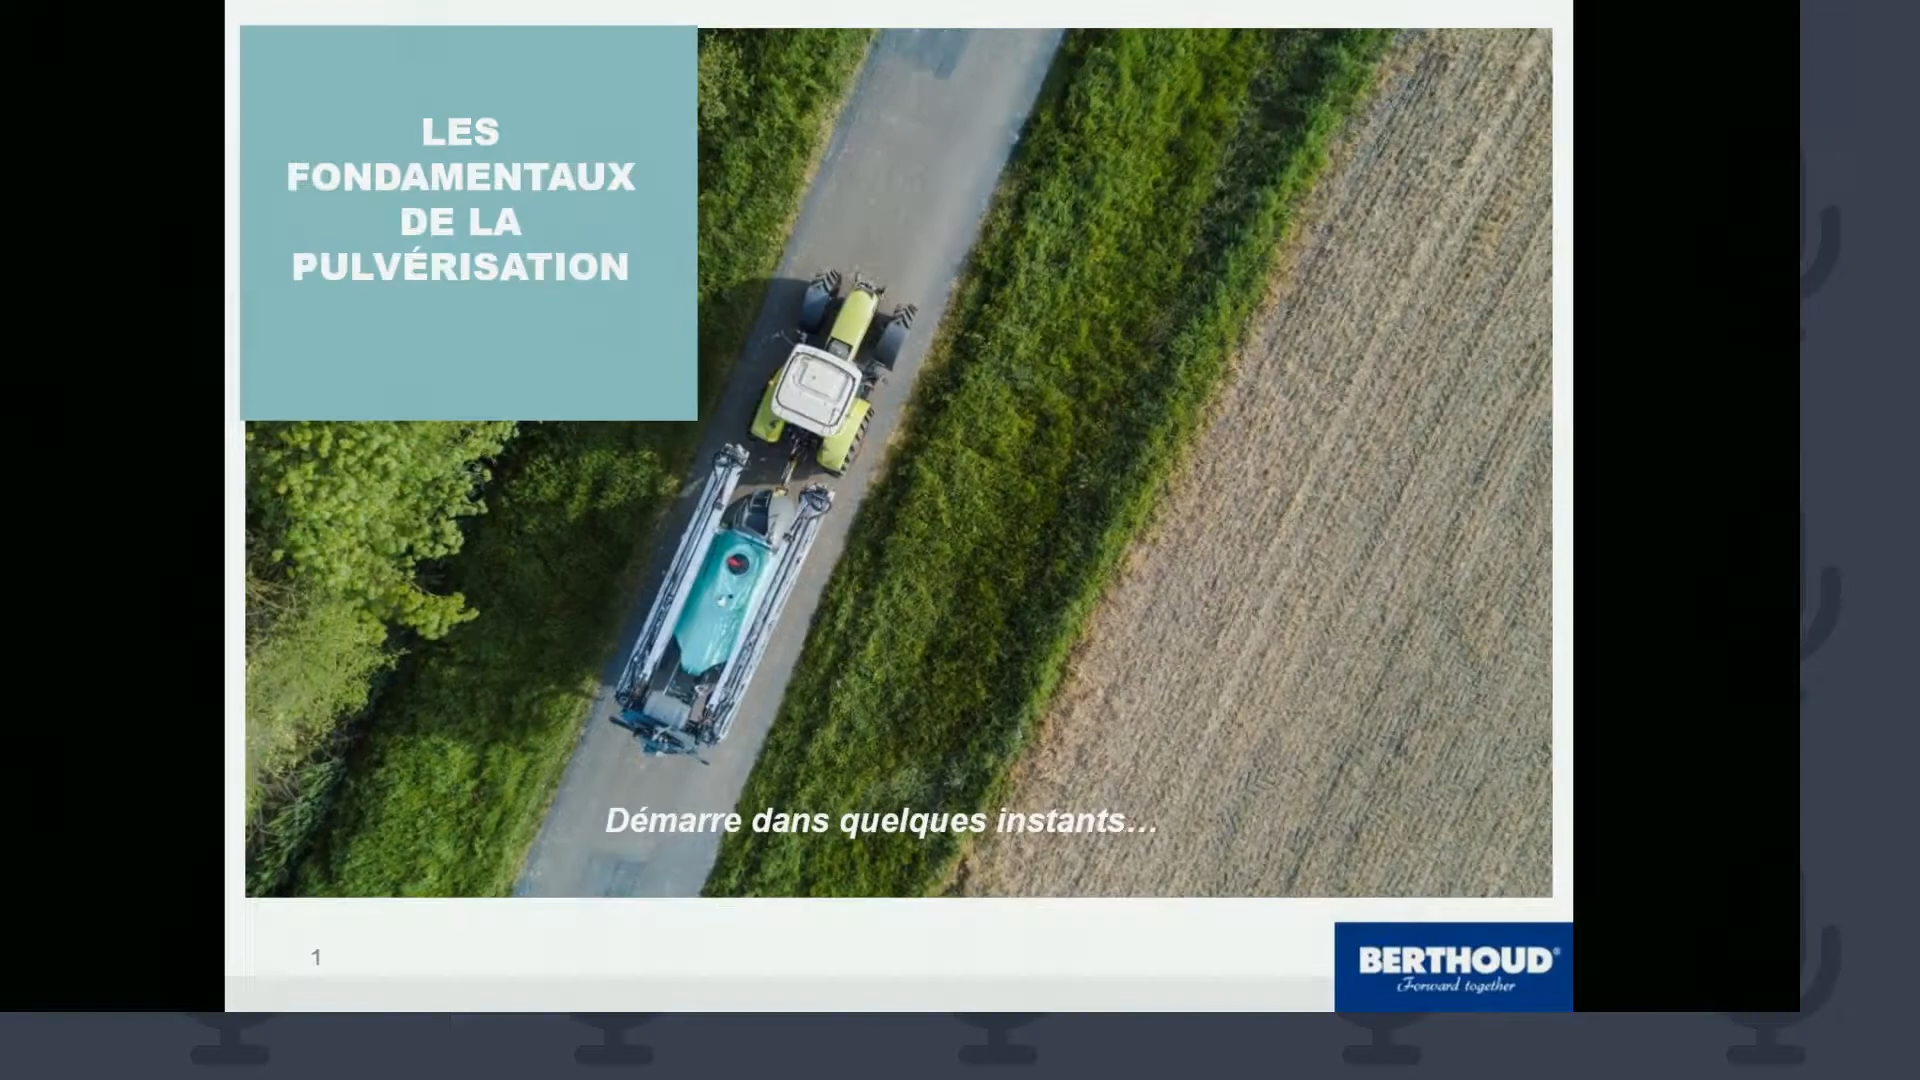 LES
FONDAMENTAUX
DE LA
PULVÉRISATION
Démarre dans quelques instants...
1
BERTHOUD®
Forward together